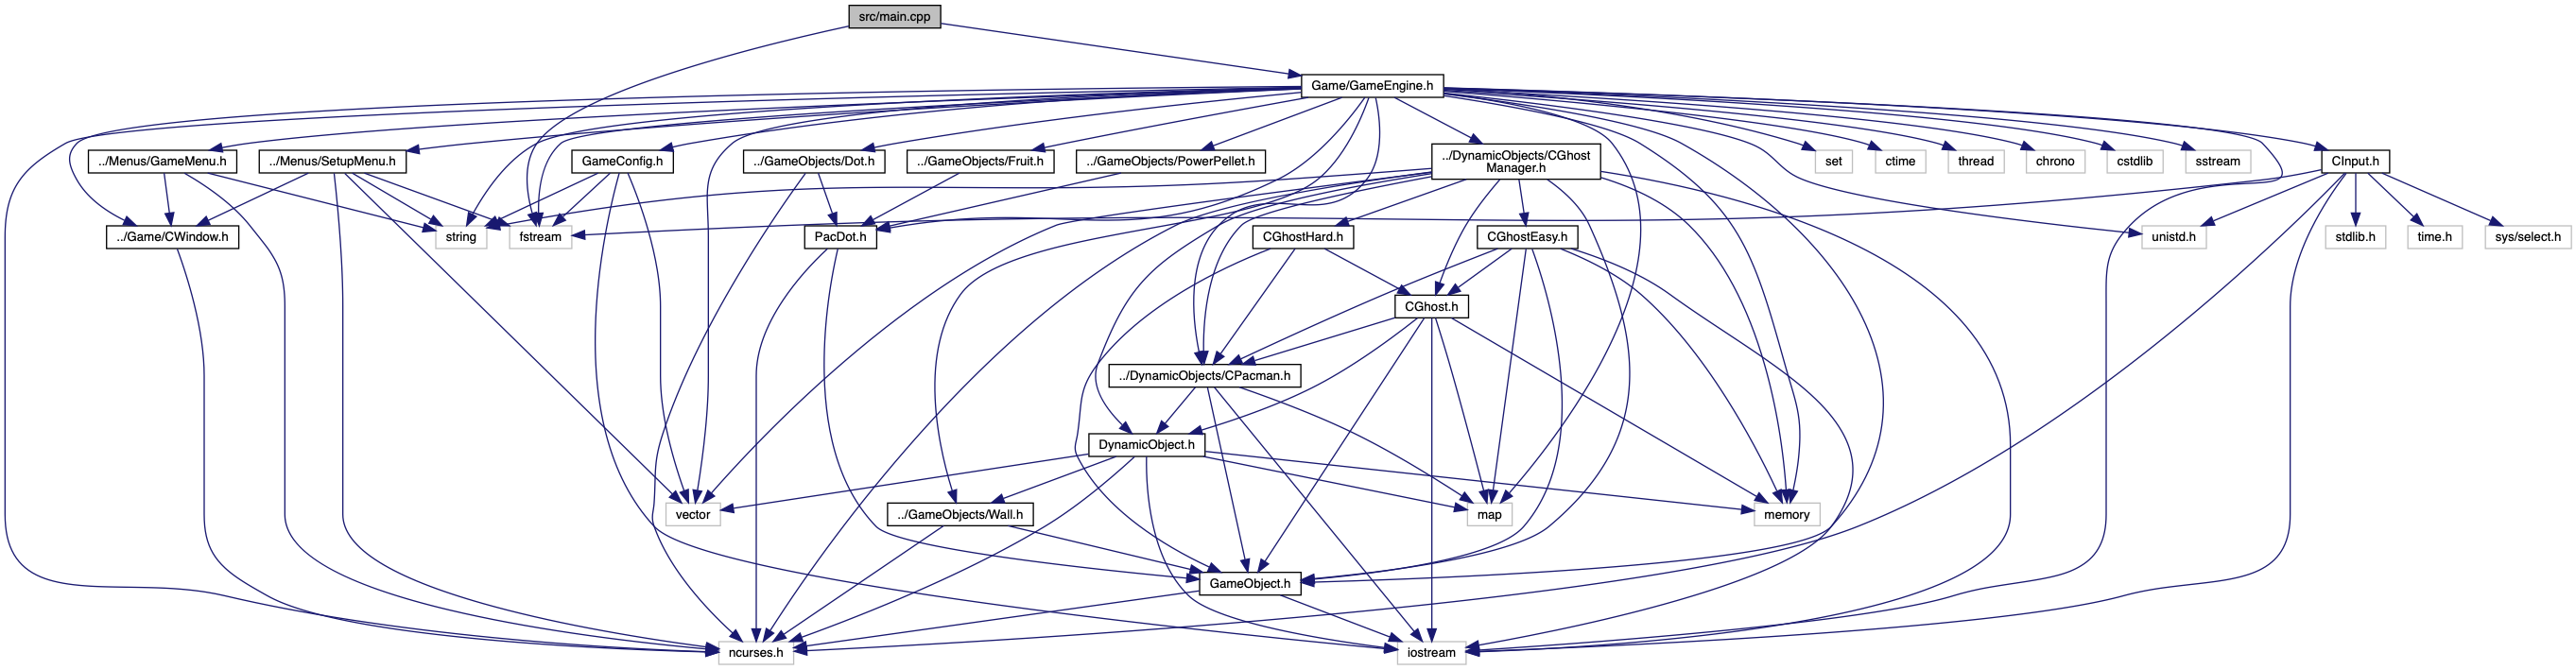 src/main.cpp
Game/GameEngine.h
../Menus/GameMenu.h
../Menus/SetupMenu.h
GameConfig.h
../GameObjects/Dot.h
../GameObjects/Fruit.h
../GameObjects/PowerPellet.h
../DynamicObjects/CGhost
Manager.h
set
ctime
thread
chrono
cstdlib
sstream
CInput.h
../Game/CWindow.h
string
fstream
PacDot.h
CGhostHard.h
CGhostEasy.h
unistd.h
stdlib.h
time.h
sys/select.h
CGhost.h
../DynamicObjects/CPacman.h
DynamicObject.h
vector
../GameObjects/Wall.h
map
memory
GameObject.h
ncurses.h
iostream